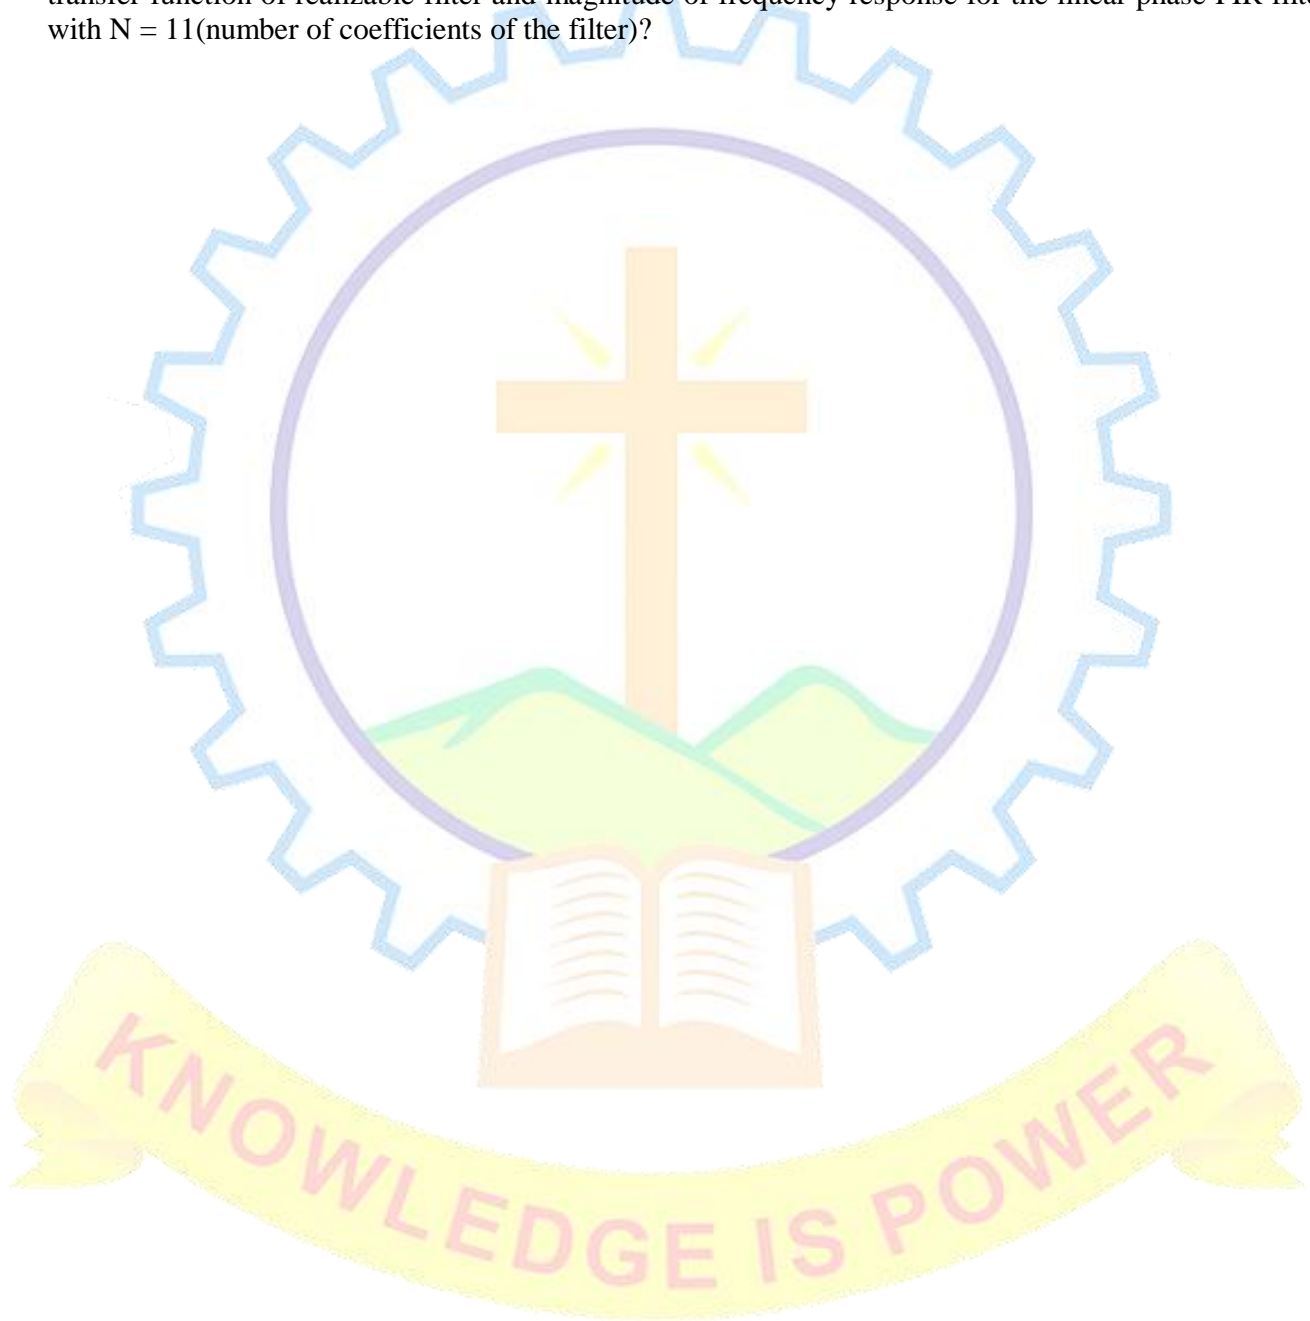 transfer function of realizable filter and magnitude of frequency response for the linear phase FIR
with N = 11(number of coefficients of the filter)?
KNOWLEDGE IS POWER